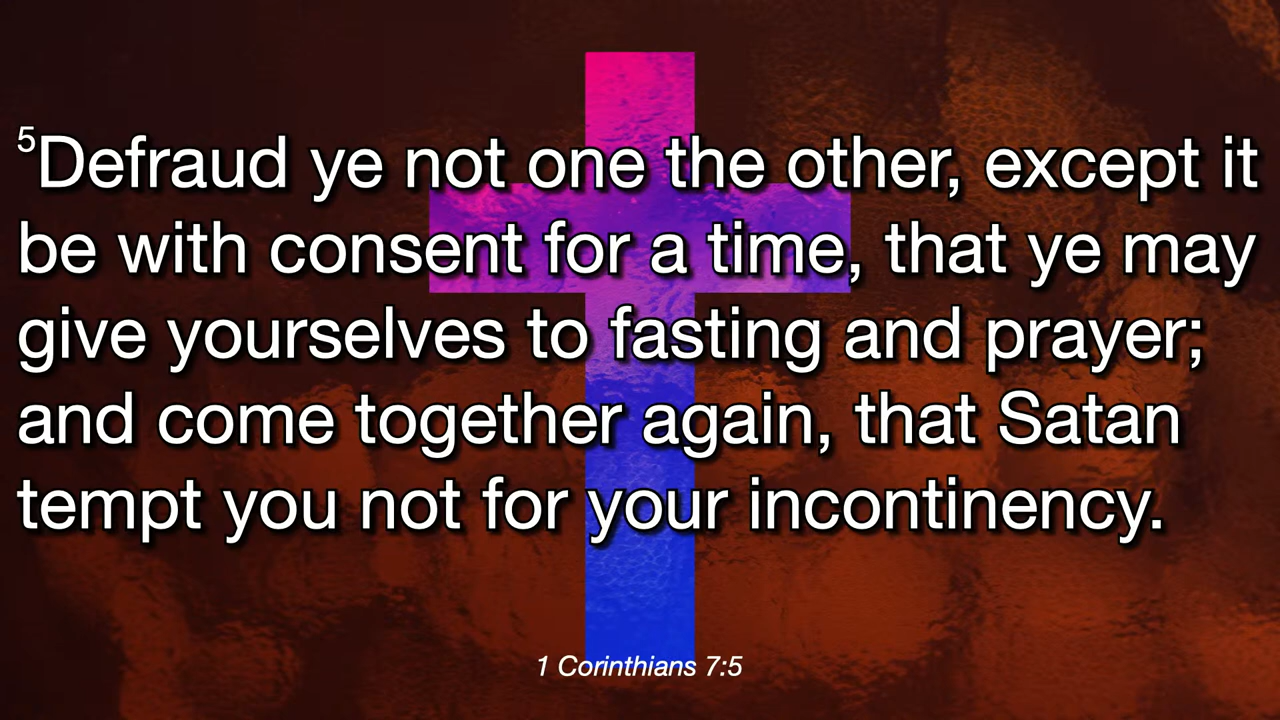 5Defraud ye not one the other, except it
be with consent for a time, that ye may
give yourselves to fasting and prayer;
and come together again, that Satan
tempt you not for your incontinency.
1 Corinthians 7:5